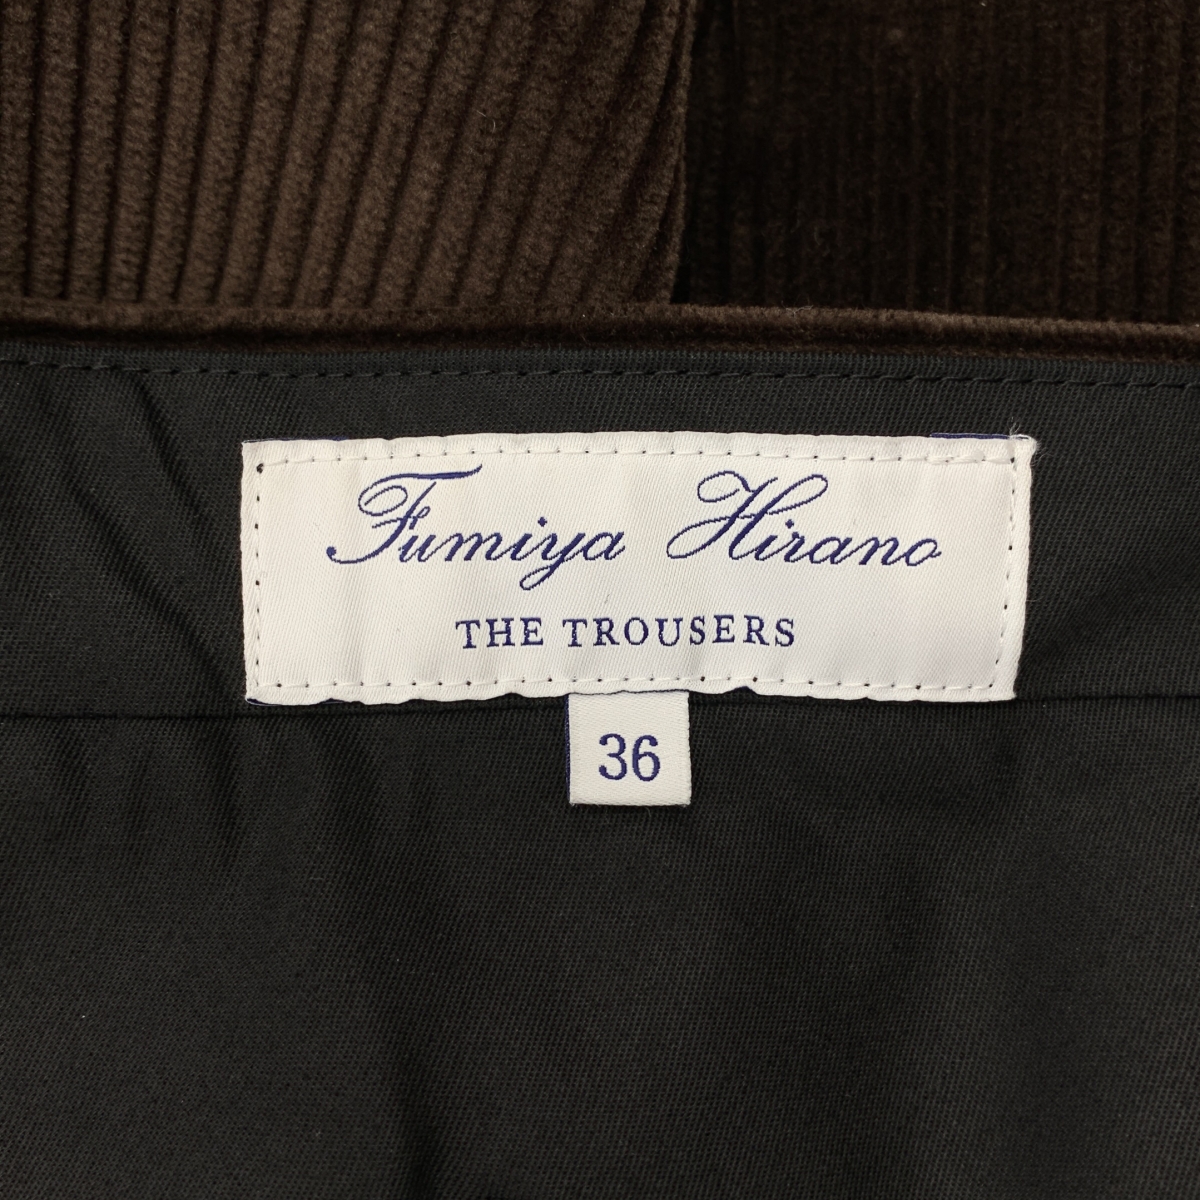 Fumiya Hirano
THE TROUSERS
36